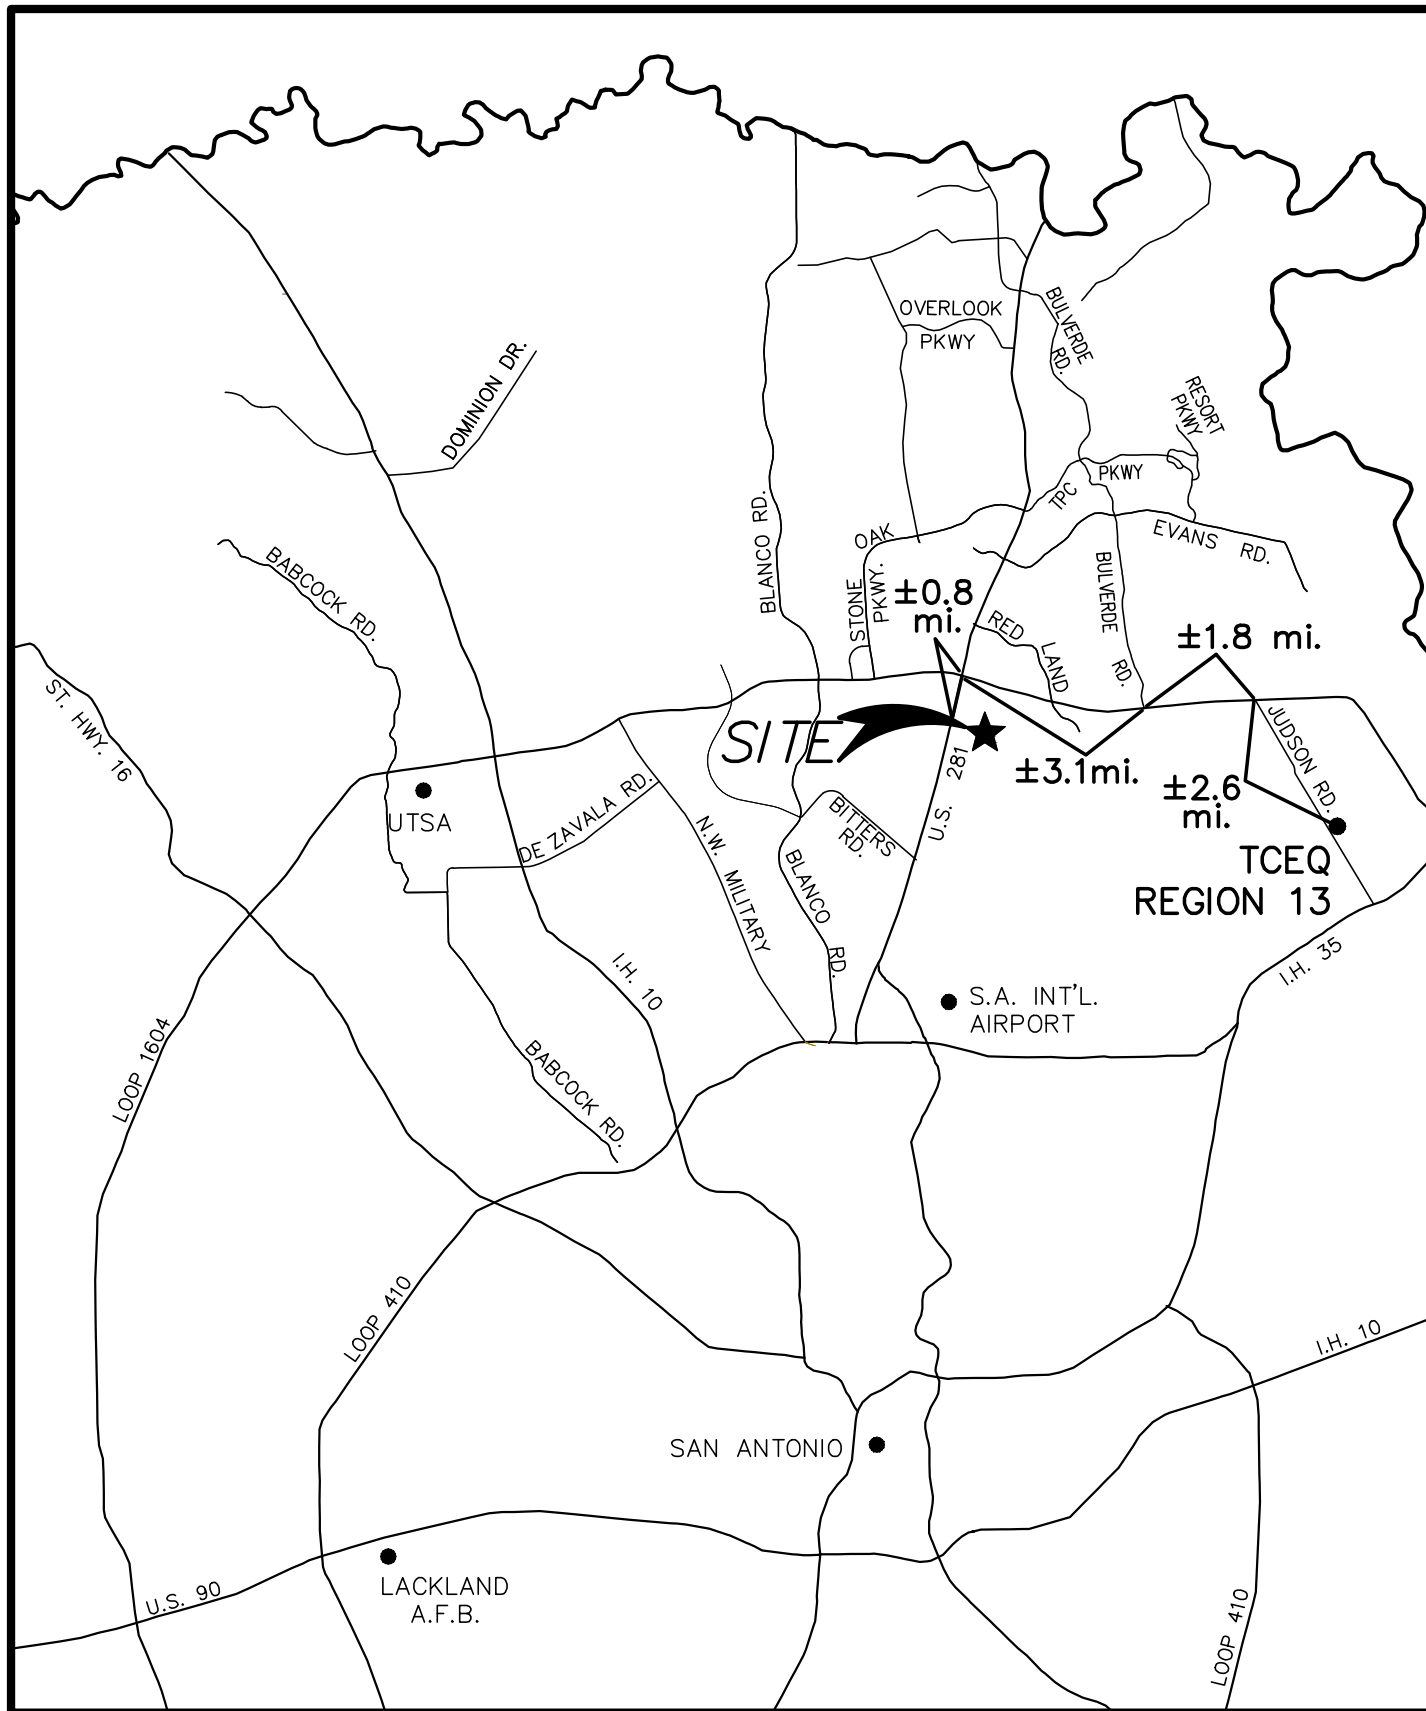 OVERLOOK
PKWY
BULVERDE
RD.
DOMINION DR.
RESORT
PKWY
PKWY
TPC
BLANCO RD.
OAK
EVANS RD.
BABCOCK RD.
STONE
PKWY.
±0.8
mi.
BULVERDE
RD.
RED
LAND
±1.8 mi.
ST. HWY. 16
SITE
281
U.S.
±3.1mi.
JUDSON RD.
±2.6
mi.
UTSA
DE ZAVALA RD.
N.W. MILITARY
BITTERS
RD.
BLANCO
RD.
TCEQ
REGION 13
I.H. 10
I.H. 35
S.A. INT'L.
AIRPORT
LOOP 1604
BABCOCK RD.
LOOP 410
I.H. 10
SAN ANTONIO
LACKLAND
A.F.B.
U.S. 90
LOOP 410